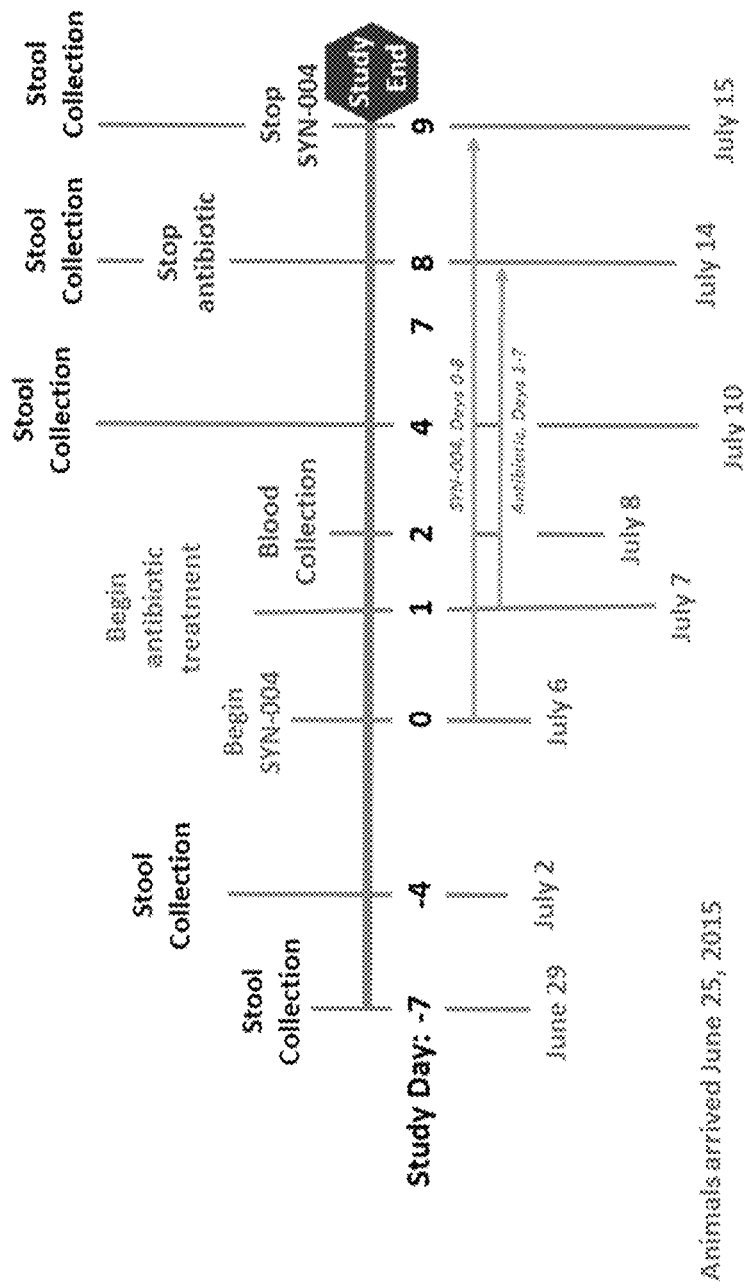 Stool
Collection
Stool
Collection
Begin
SYN-004
Begin
antibiotic
treatment
Blood
Collection
Stool
Collection
Stool
Collection
Stop
antibiotic
Stool
Collection
Stop
SYN-004
Study
End
Study Day: -7 -4 0 1 2 4 7 8 9
SYN-004, Days 0-8
Antibiotic, Days 1-7
June 29
July 2
July 6
July 7
July 8
July 10
July 14
July 15
Animals arrived June 25, 2015